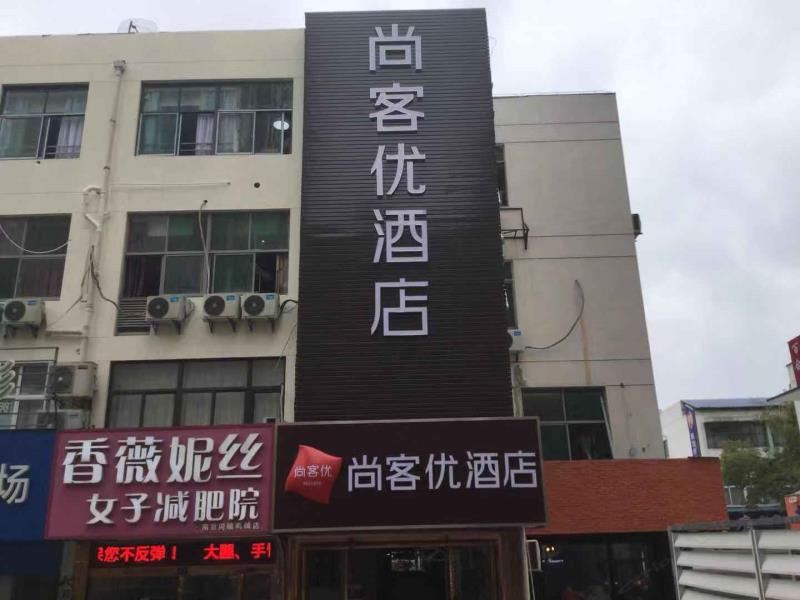 尚客优酒店
尚客优
尚客优酒店
香薇妮丝
女子减肥院
保您不反弹！ 大腿、手
场